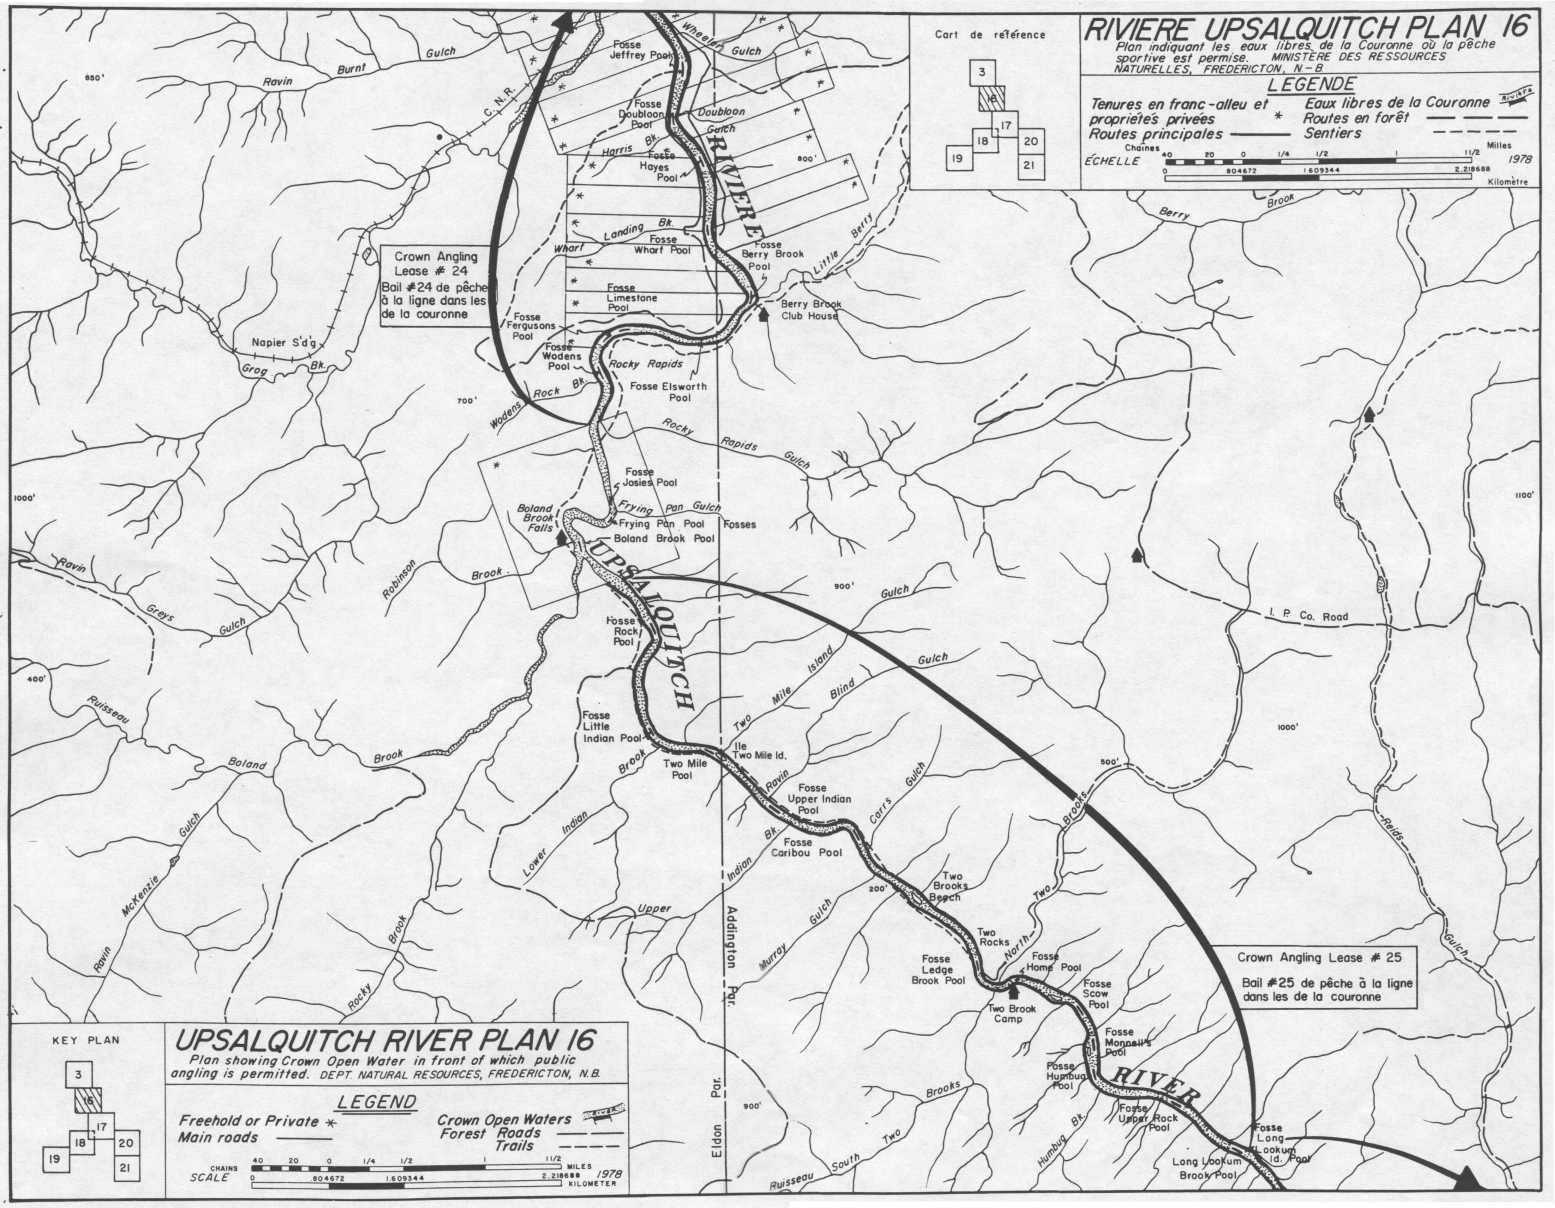 Cart de reférence
3
16
17
18
20
19
21
RIVIERE UPSALQUITCH PLAN 16
Plan indiquant les eaux libres de la Couronne où la pêche
sportive est permise. MINISTÈRE DES RESSOURCES
NATURELLES, FREDERICTON, N-B
LEGENDE
Tenures en franc-alleu et
propriétés privées *
Routes principales
Eaux libres de la Couronne
RIVIERE
Routes en forêt
Sentiers
ÉCHELLE
Chaines
40 20 0 1/4 1/2 1 1 1/2
Milles
0 .804672 1.609344 2.218688
Kilomètre
1978
Wheeler Gulch
Fosse
Jeffrey Pool
Burnt
Gulch
Ravin
850'
C.N.R.
Fosse
Doubloon
Pool
Doubloon
Gulch
Harris Bk.
Fosse
Hayes
Pool
800'
RIVIERE
Landing Bk.
Wharf
Fosse
Wharf Pool
Fosse
Berry Brook
Pool
Little Berry
Berry
Brook
Crown Angling
Lease # 24
Bail #24 de pêche
à la ligne dans les
de la couronne
Fosse
Limestone
Pool
Berry Brook
Club House
Fosse
Fergusons
Pool
Fosse
Wodens
Pool
Rocky Rapids
Fosse Elsworth
Pool
Napier S'd'g
Grog Bk.
700'
Wodens Rock Bk.
Rocky Rapids Gulch
Fosse
Josies Pool
1000'
1100'
Boland
Brook
Falls
Frying Pan Gulch
Frying Pan Pool Fosses
Boland Brook Pool
UPSALQUITCH
Ravin
Greys
Gulch
Robinson
Brook
900'
Gulch
I. P. Co. Road
Fosse
Rock
Pool
Two Mile Island
Blind
Gulch
400'
Ruisseau
Boland
Brook
Fosse
Little
Indian Pool
Ile
Two Mile Id.
Two Mile
Pool
Ravin
1000'
500'
Fosse
Upper Indian
Pool
Carrs Gulch
Brooks
Reids
Gulch
Lower Indian Brook
Fosse
Caribou Pool
Indian Bk.
Upper
McKenzie Gulch
Ravin
200'
Two
Brooks
Beach
Two
North
Two
Rocks
Murray Gulch
Addington Par.
Rocky
Brook
Fosse
Ledge
Brook Pool
Fosse
Home Pool
Fosse
Scow
Pool
Two Brook
Camp
Crown Angling Lease # 25
Bail #25 de pêche à la ligne
dans les de la couronne
Fosse
Monnell's
Pool
Fosse
Humbug
Pool
RIVER
Fosse
Upper Rock
Pool
Humbug Bk.
Fosse
Long
Lookum
Id. Pool
Long Lookum
Brook Pool
Eldon Par.
900'
Ruisseau South Two Brooks
KEY PLAN
3
16
17
18
20
19
21
UPSALQUITCH RIVER PLAN 16
Plan showing Crown Open Water in front of which public
angling is permitted. DEPT NATURAL RESOURCES, FREDERICTON, N.B.
LEGEND
Freehold or Private *
Main roads
Crown Open Waters
Forest Roads
Trails
SCALE
CHAINS
40 20 0 1/4 1/2 1 1 1/2
MILES
0 .804672 1.609344 2.218688
KILOMETER
1978